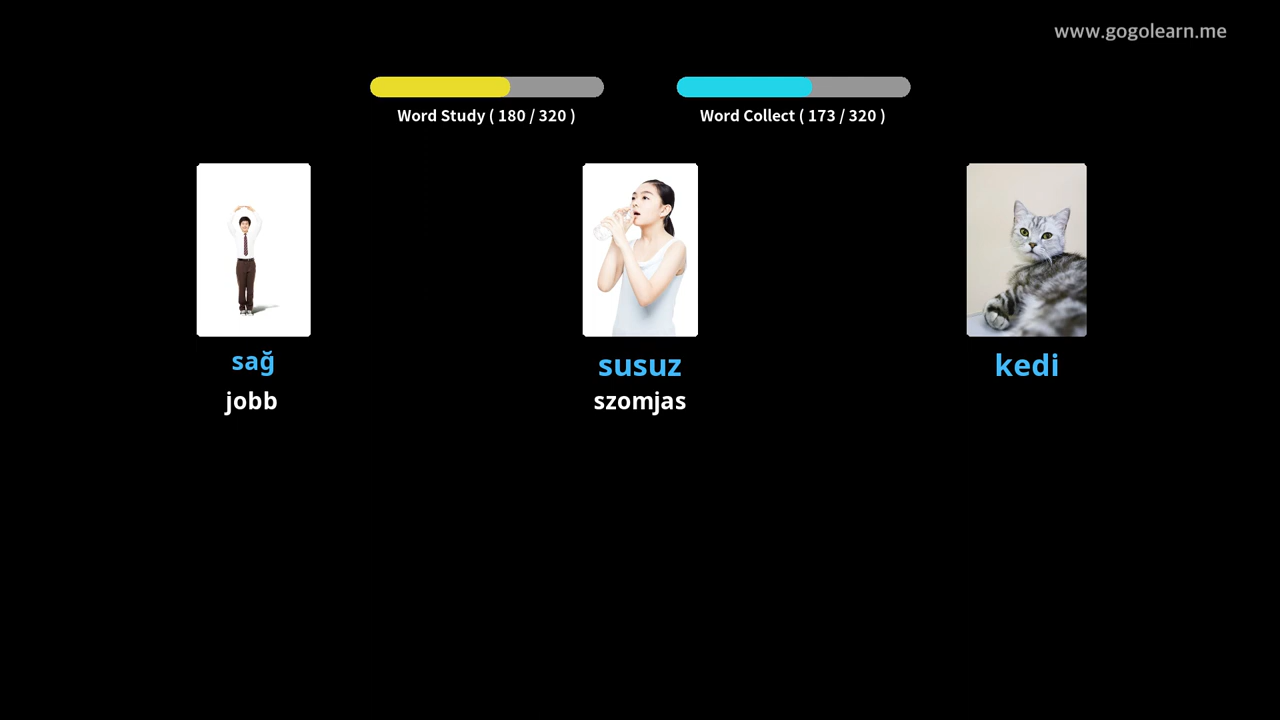 www.gogolearn.me
Word Study ( 180 / 320 )
Word Collect ( 173 / 320 )
sağ
jobb
susuz
szomjas
kedi